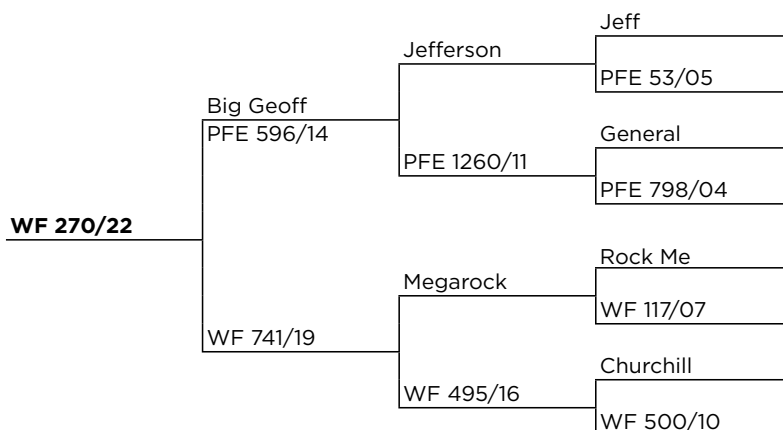 Jeff
Jefferson
PFE 53/05
Big Geoff
PFE 596/14
General
PFE 1260/11
PFE 798/04
WF 270/22
Rock Me
Megarock
WF 117/07
WF 741/19
Churchill
WF 495/16
WF 500/10